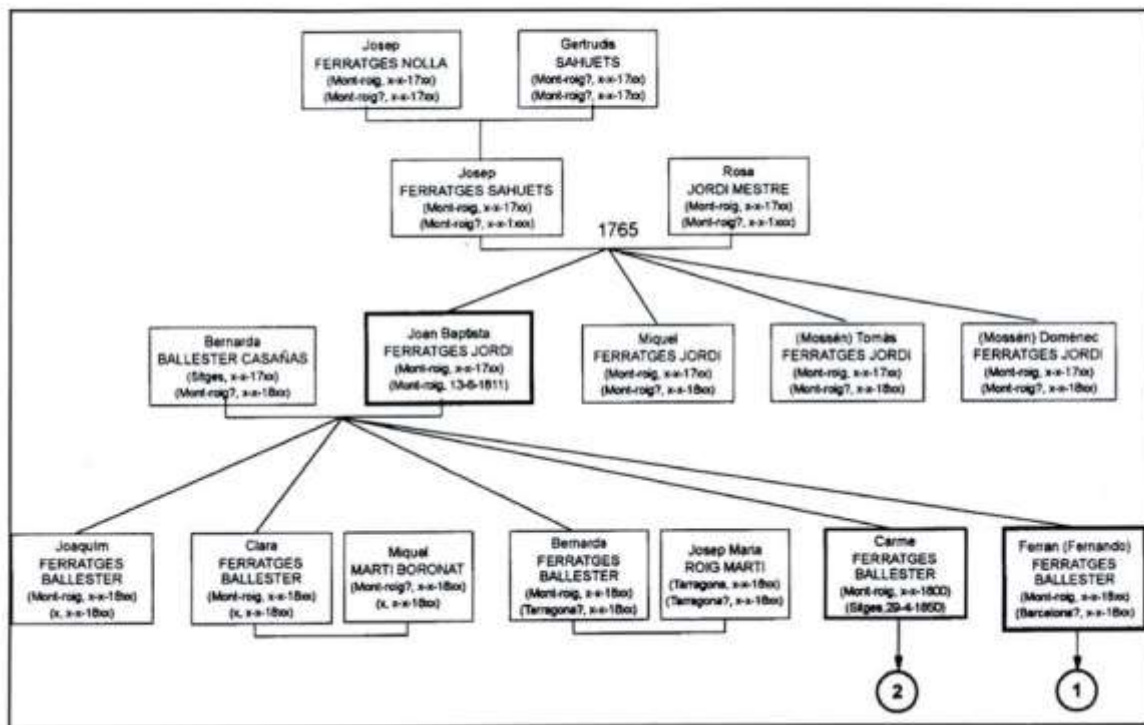 Josep
FERRATGES NOLLA
(Mont-roig, x-x-17xx)
(Mont-roig?, x-x-17xx)
Gertrudis
SAHUETS
(Mont-roig?, x-x-17xx)
(Mont-roig?, x-x-17xx)
Josep
FERRATGES SAHUETS
(Mont-roig, x-x-17xx)
(Mont-roig?, x-x-1xxx)
Rosa
JORDI MESTRE
(Mont-roig, x-x-17xx)
(Mont-roig?, x-x-1xxx)
1765
Bernarda
BALLESTER CASAÑAS
(Sitges, x-x-17xx)
(Mont-roig?, x-x-18xx)
Joan Baptista
FERRATGES JORDI
(Mont-roig, x-x-17xx)
(Mont-roig, 13-6-1811)
Miquel
FERRATGES JORDI
(Mont-roig, x-x-17xx)
(Mont-roig?, x-x-18xx)
(Mossén) Tomàs
FERRATGES JORDI
(Mont-roig, x-x-17xx)
(Mont-roig?, x-x-18xx)
(Mossén) Domènec
FERRATGES JORDI
(Mont-roig, x-x-17xx)
(Mont-roig?, x-x-18xx)
Joaquim
FERRATGES
BALLESTER
(Mont-roig, x-x-18xx)
(x, x-x-18xx)
Clara
FERRATGES
BALLESTER
(Mont-roig, x-x-18xx)
(x, x-x-18xx)
Miquel
MARTI BORONAT
(Mont-roig?, x-x-18xx)
(x, x-x-18xx)
Bernarda
FERRATGES
BALLESTER
(Mont-roig, x-x-18xx)
(Tarragona?, x-x-18xx)
Josep Maria
ROIG MARTI
(Tarragona, x-x-18xx)
(Tarragona?, x-x-18xx)
Carme
FERRATGES
BALLESTER
(Mont-roig, x-x-1800)
(Sitges, 29-4-1850)
Ferran (Fernando)
FERRATGES
BALLESTER
(Mont-roig, x-x-18xx)
(Barcelona?, x-x-18xx)
2
1